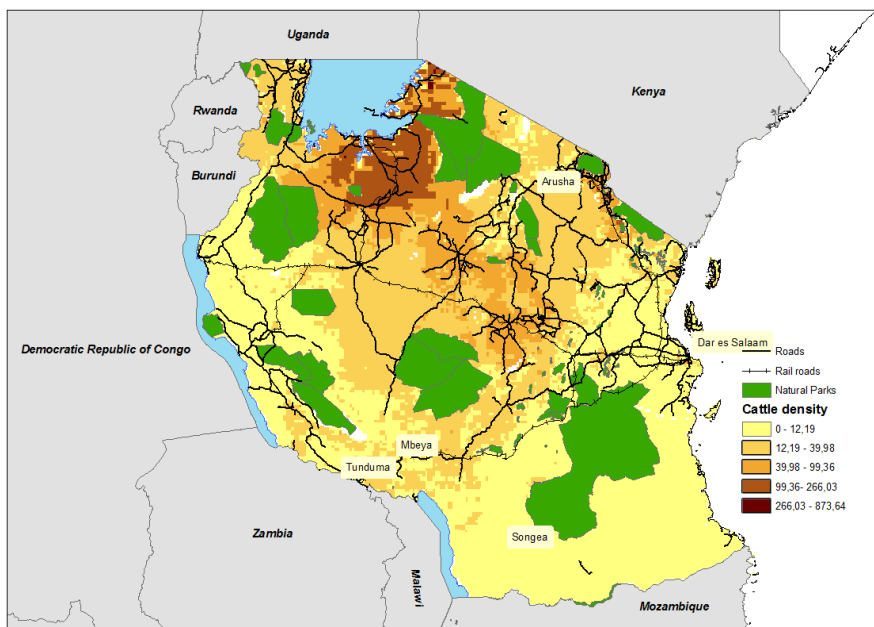 Uganda
Kenya
Rwanda
Burundi
Arusha
Democratic Republic of Congo
Dar es Salaam
Roads
Rail roads
Natural Parks
Cattle density
0 - 12,19
12,19 - 39,98
39,98 - 99,36
99,36- 266,03
266,03 - 873,64
Mbeya
Tunduma
Zambia
Songea
Malawi
Mozambique